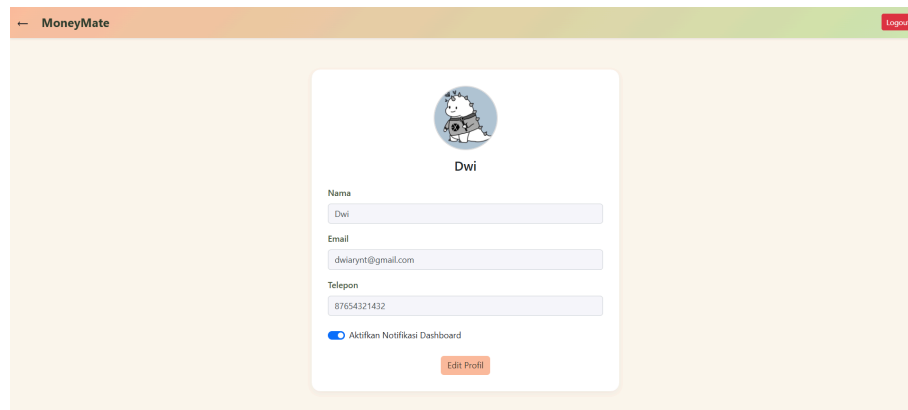 ← MoneyMate
Logout
Dwi
Nama
Dwi
Email
dwiarynt@gmail.com
Telepon
87654321432
Aktifkan Notifikasi Dashboard
Edit Profil